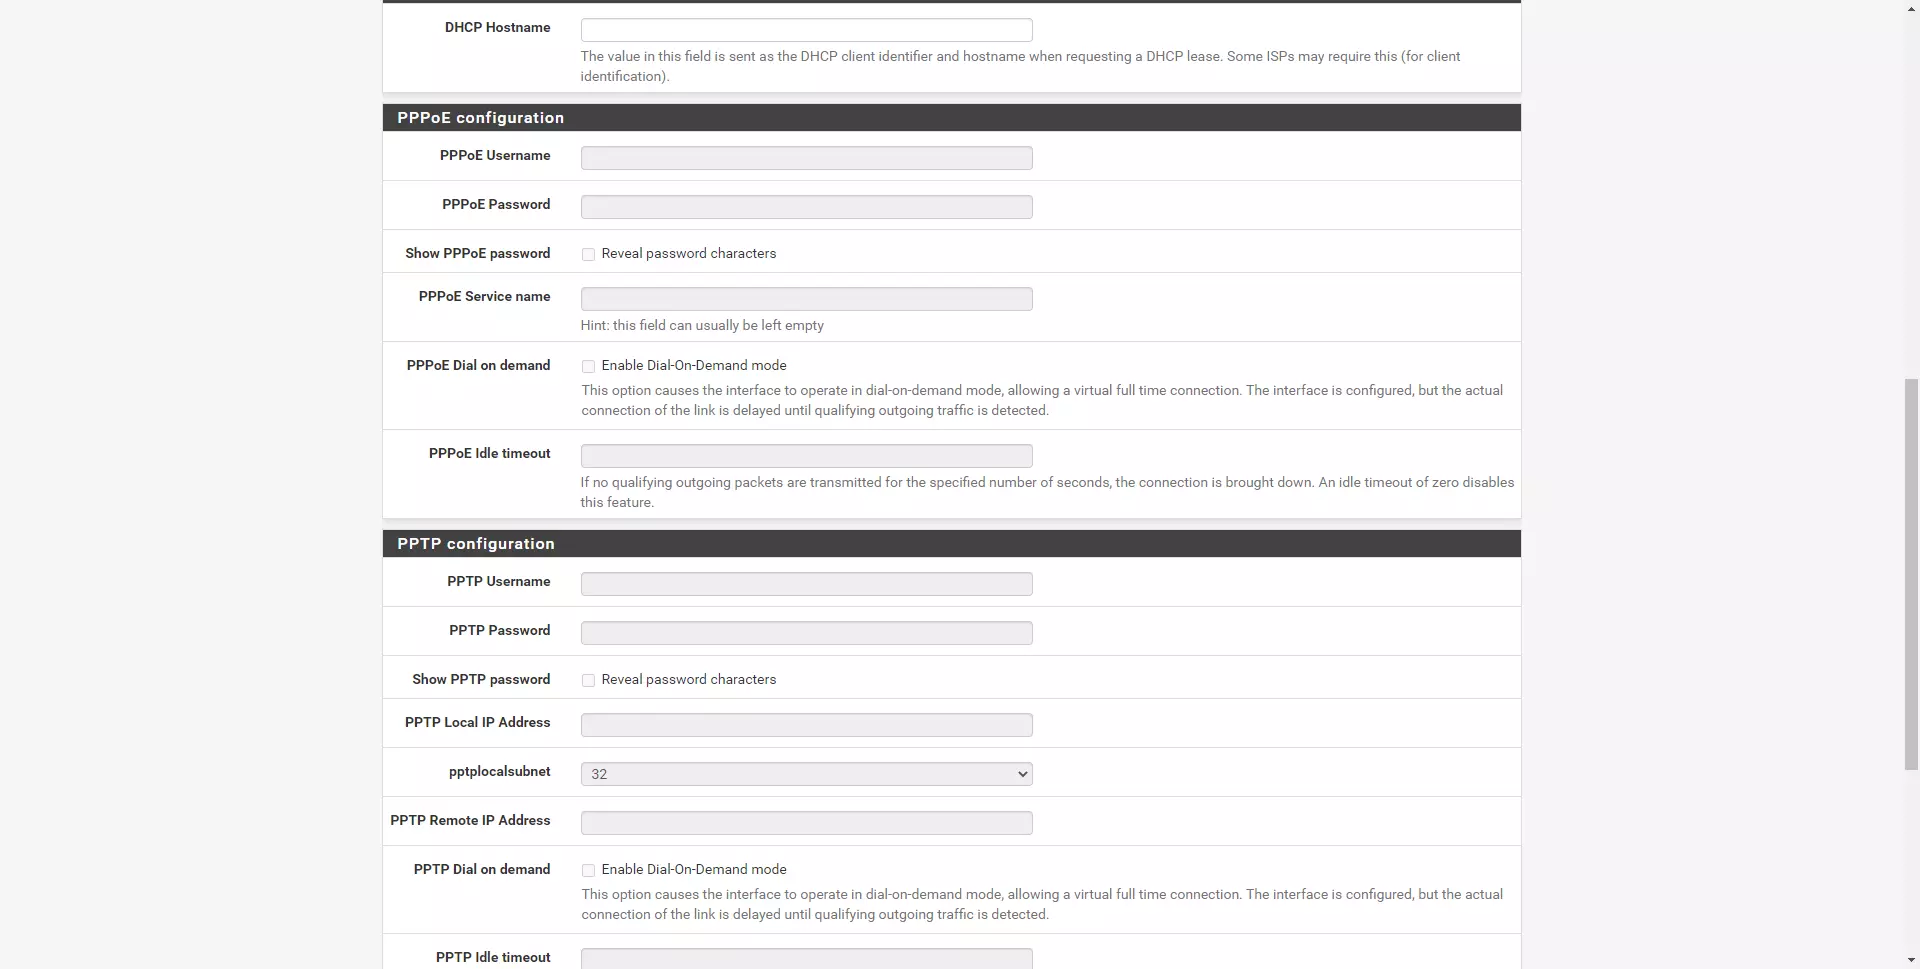 DHCP Hostname
The value in this field is sent as the DHCP client identifier and hostname when requesting a DHCP lease. Some ISPs may require this (for client
identification).
PPPoE configuration
PPPoE Username
PPPoE Password
Show PPPoE password Reveal password characters
PPPoE Service name
Hint: this field can usually be left empty
PPPoE Dial on demand Enable Dial-On-Demand mode
This option causes the interface to operate in dial-on-demand mode, allowing a virtual full time connection. The interface is configured, but the actual
connection of the link is delayed until qualifying outgoing traffic is detected.
PPPoE Idle timeout
If no qualifying outgoing packets are transmitted for the specified number of seconds, the connection is brought down. An idle timeout of zero disables
this feature.
PPTP configuration
PPTP Username
PPTP Password
Show PPTP password Reveal password characters
PPTP Local IP Address
pptplocalsubnet 32
PPTP Remote IP Address
PPTP Dial on demand Enable Dial-On-Demand mode
This option causes the interface to operate in dial-on-demand mode, allowing a virtual full time connection. The interface is configured, but the actual
connection of the link is delayed until qualifying outgoing traffic is detected.
PPTP Idle timeout